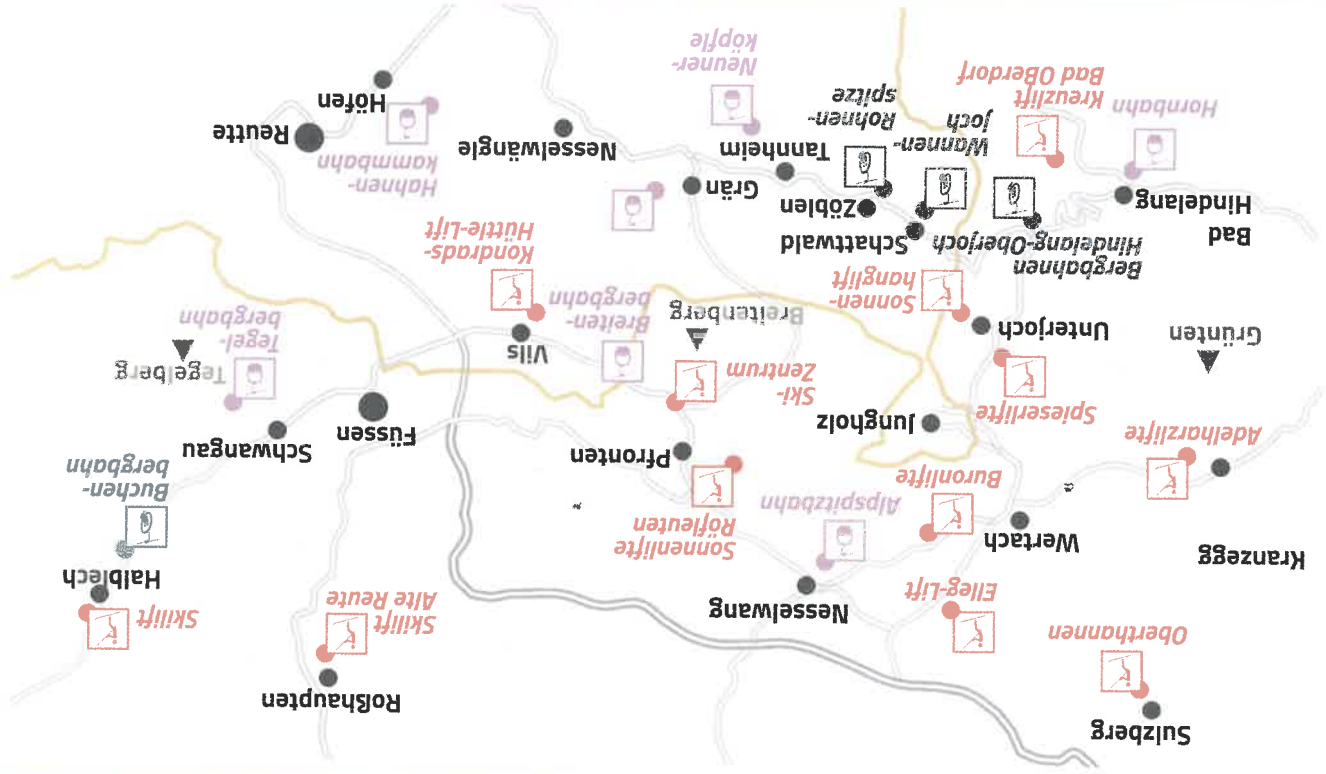 Sulzberg
Oberthannen
Roßhaupten
Skilift
Alte Reute
Skilift
Halblech
Elleg-Lift
Nesselwang
Kranzegg
Wertach
Sonnenlifte
Röfleuten
Alpspitzbahn
Buronlifte
Buchen-
bergbahn
Adelharzlifte
Pfronten
Schwangau
Füssen
Jungholz
Spieserlifte
Ski-
Zentrum
Tegelberg
Tegel-
bergbahn
Grünten
Vils
Unterjoch
Breitenberg
Breiten-
bergbahn
Sonnen-
hanglift
Bergbahnen
Hindelang-Oberjoch
Kondrads-
Hüttle-Lift
Bad
Hindelang
Schattwald
Zöblen
Grän
Hahnen-
kammbahn
Tannheim
Nesselwängle
Wannen-
joch
Rohnen-
spitze
Reutte
Höfen
Hornbahn
Kreuzlift
Bad OBerdorf
Neuner-
köpfle